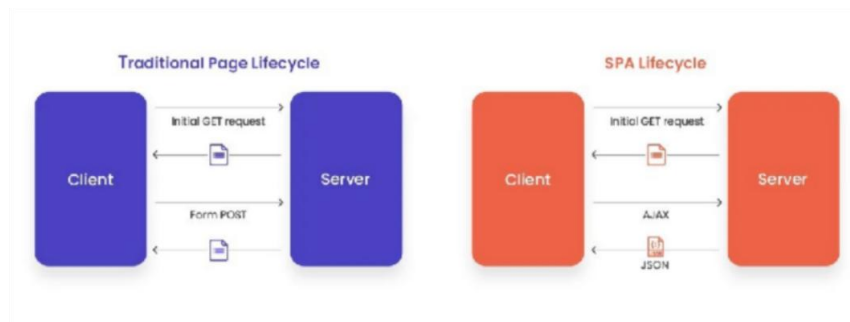 Traditional Page Lifecycle
Client
Initial GET request
Form POST
Server
SPA Lifecycle
Client
Initial GET request
AJAX
JSON
Server